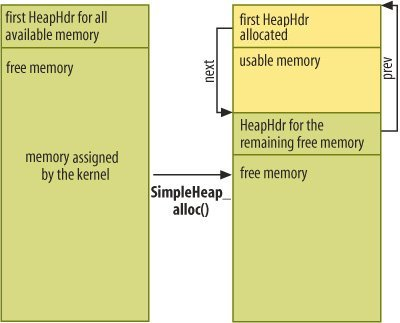 first HeapHdr for all
available memory
free memory
memory assigned
by the kernel
SimpleHeap_
alloc()
first HeapHdr
allocated
usable memory
next
prev
HeapHdr for the
remaining free memory
free memory